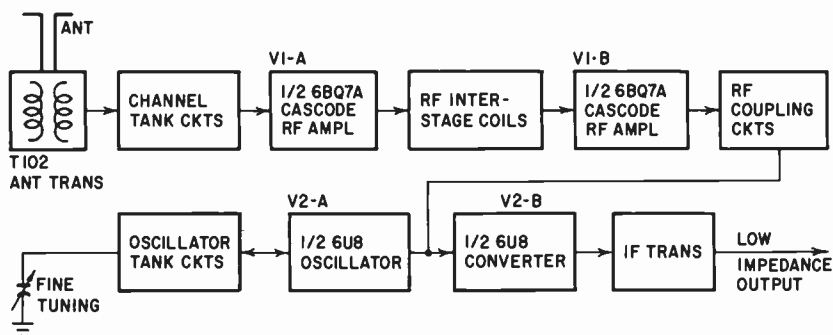 ANT
T102
ANT TRANS
CHANNEL
TANK CKTS
V1-A
1/2 6BQ7A
CASCODE
RF AMPL
RF INTER-
STAGE COILS
V1-B
1/2 6BQ7A
CASCODE
RF AMPL
RF
COUPLING
CKTS
FINE
TUNING
OSCILLATOR
TANK CKTS
V2-A
1/2 6U8
OSCILLATOR
V2-B
1/2 6U8
CONVERTER
IF TRANS
LOW
IMPEDANCE
OUTPUT